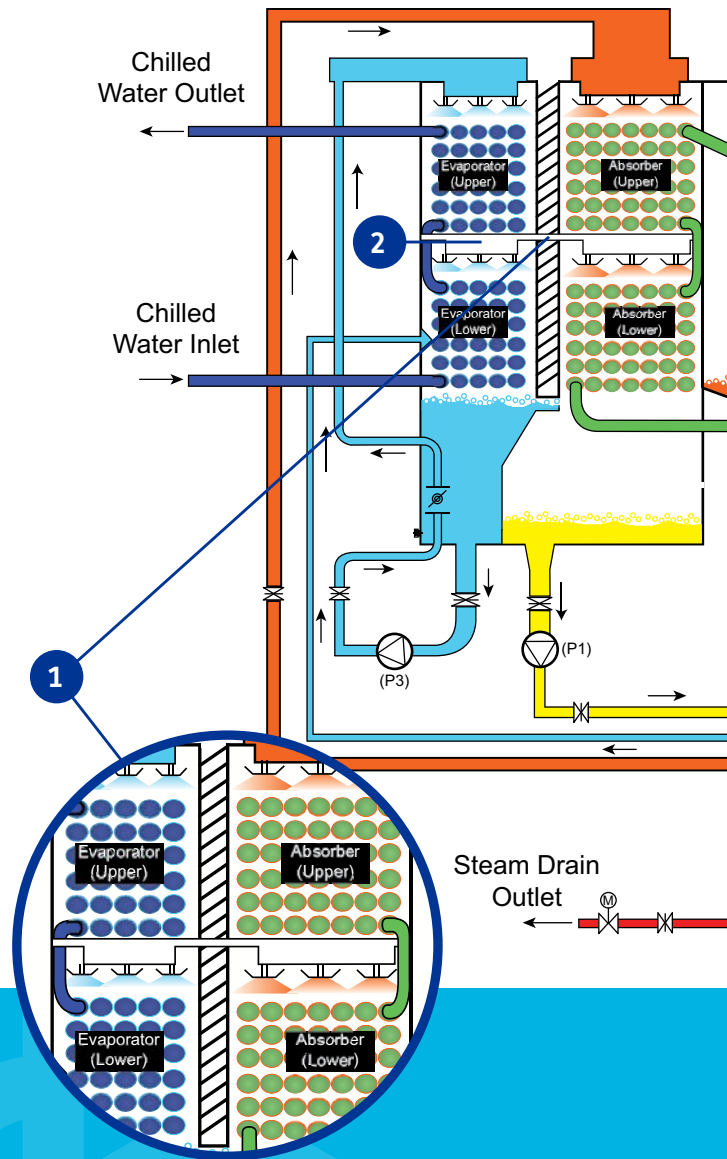 Chilled
Water Outlet
Evaporator
(Upper)
Absorber
(Upper)
2
Chilled
Water Inlet
Evaporator
(Lower)
Absorber
(Lower)
(P1)
(P3)
1
Evaporator
(Upper)
Absorber
(Upper)
Steam Drain
Outlet
M
Evaporator
(Lower)
Absorber
(Lower)